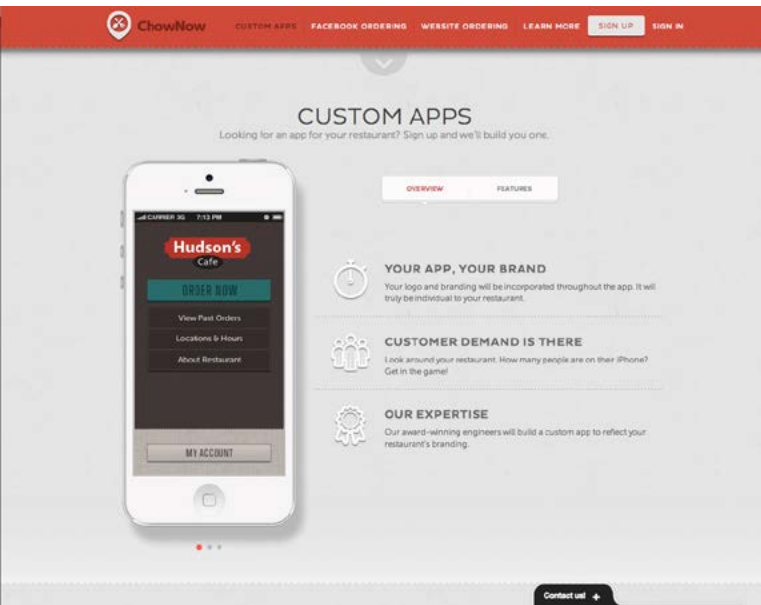 ChowNow
CUSTOM APPS
FACEBOOK ORDERING
WEBSITE ORDERING
LEARN MORE
SIGN UP
SIGN IN
CUSTOM APPS
Looking for an app for your restaurant? Sign up and we'll build you one.
CARRIER 3G 7:13 PM
Hudson's
Cafe
ORDER NOW
View Past Orders
Locations & Hours
About Restaurant
MY ACCOUNT
OVERVIEW
FEATURES
YOUR APP, YOUR BRAND
Your logo and branding will be incorporated throughout the app. It will
truly be individual to your restaurant.
CUSTOMER DEMAND IS THERE
Look around your restaurant. How many people are on their iPhone?
Get in the game!
OUR EXPERTISE
Our award-winning engineers will build a custom app to reflect your
restaurant's branding.
Contact us! +